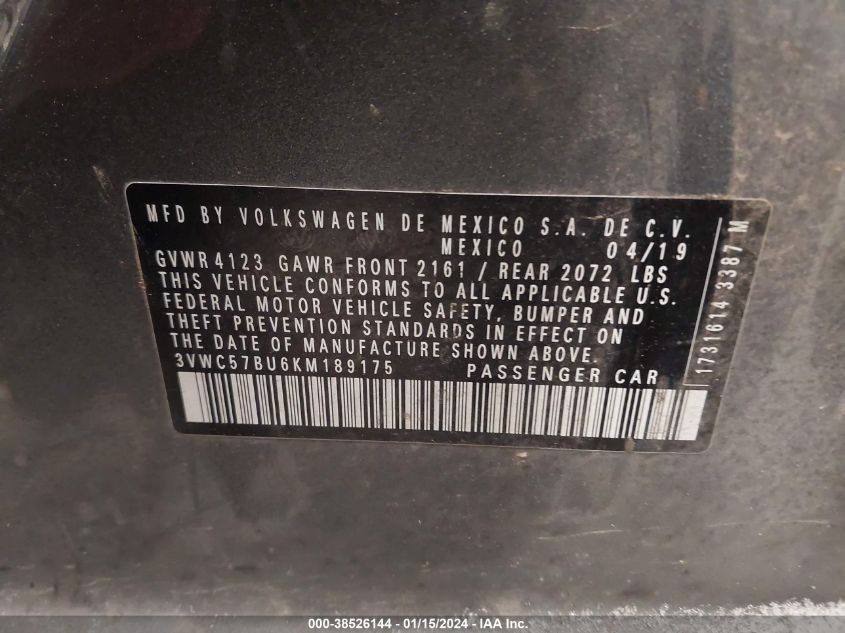 MFD BY VOLKSWAGEN DE MEXICO S.A. DE C.V.
MEXICO 04/19
GVWR 4123 GAWR FRONT 2161 / REAR 2072 LBS
THIS VEHICLE CONFORMS TO ALL APPLICABLE U.S.
FEDERAL MOTOR VEHICLE SAFETY, BUMPER AND
THEFT PREVENTION STANDARDS IN EFFECT ON
THE DATE OF MANUFACTURE SHOWN ABOVE.
3VWC57BU6KM189175 PASSENGER CAR
1731614 3387 M
000-38526144 - 01/15/2024 - IAA Inc.